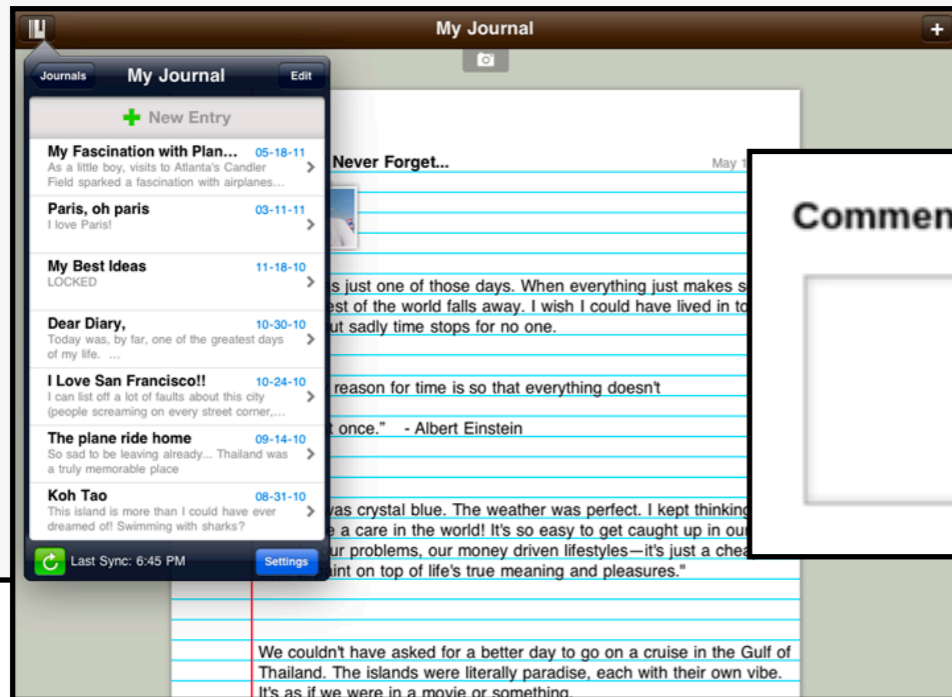 My Journal
+
Journals
My Journal
Edit
New Entry
My Fascination with Plan... 05-18-11
As a little boy, visits to Atlanta's Candler
Field sparked a fascination with airplanes...
Paris, oh paris 03-11-11
I love Paris!
My Best Ideas 11-18-10
LOCKED
Dear Diary, 10-30-10
Today was, by far, one of the greatest days
of my life. ...
I Love San Francisco!! 10-24-10
I can list off a lot of faults about this city
(people screaming on every street corner,...
The plane ride home 09-14-10
So sad to be leaving already... Thailand was
a truly memorable place
Koh Tao 08-31-10
This island is more than I could have ever
dreamed of! Swimming with sharks?
Last Sync: 6:45 PM
Settings
Never Forget... May
just one of those days. When everything just makes
of the world falls away. I wish I could have lived in
sadly time stops for no one.
reason for time is so that everything doesn't
once." - Albert Einstein
was crystal blue. The weather was perfect. I kept thinking
a care in the world! It's so easy to get caught up in
our problems, our money driven lifestyles—it's just a
on top of life's true meaning and pleasures."
We couldn't have asked for a better day to go on a cruise in the Gulf of
Thailand. The islands were literally paradise, each with their own vibe.
It's as if we were in a movie or something.
Commen